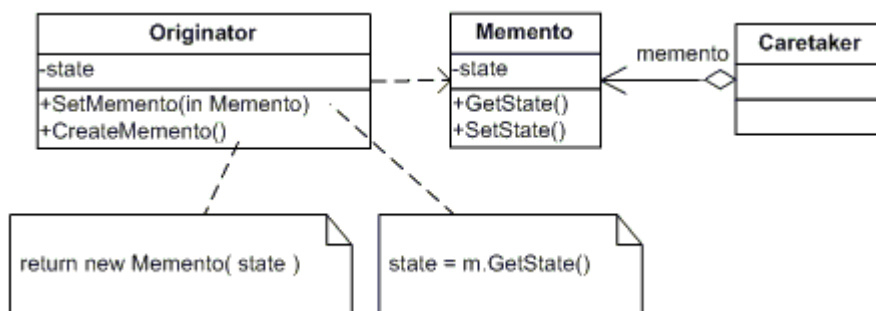 Originator
-state
+SetMemento(in Memento)
+CreateMemento()
Memento
-state
+GetState()
+SetState()
memento
Caretaker
return new Memento( state )
state = m.GetState()